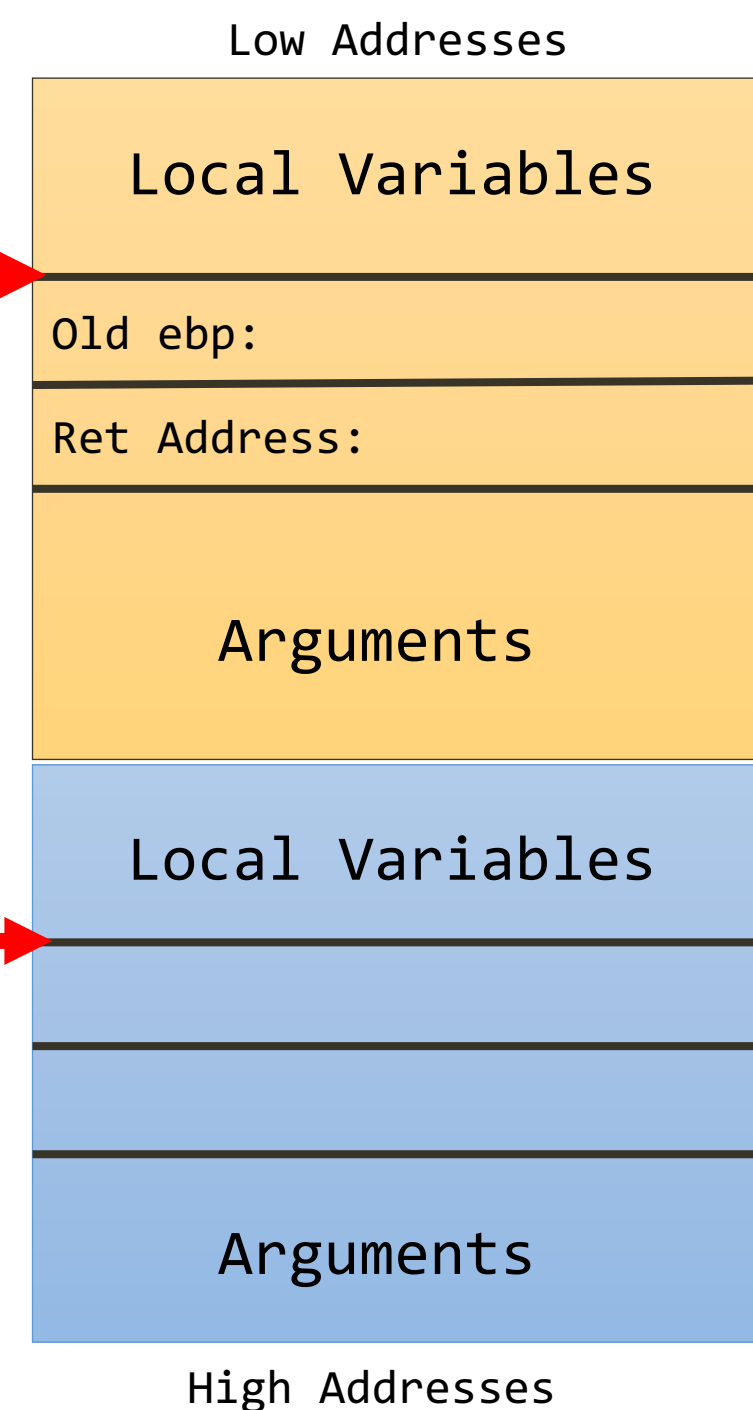 Low Addresses
Local Variables
Old ebp:
Ret Address:
Arguments
Local Variables
Arguments
High Addresses